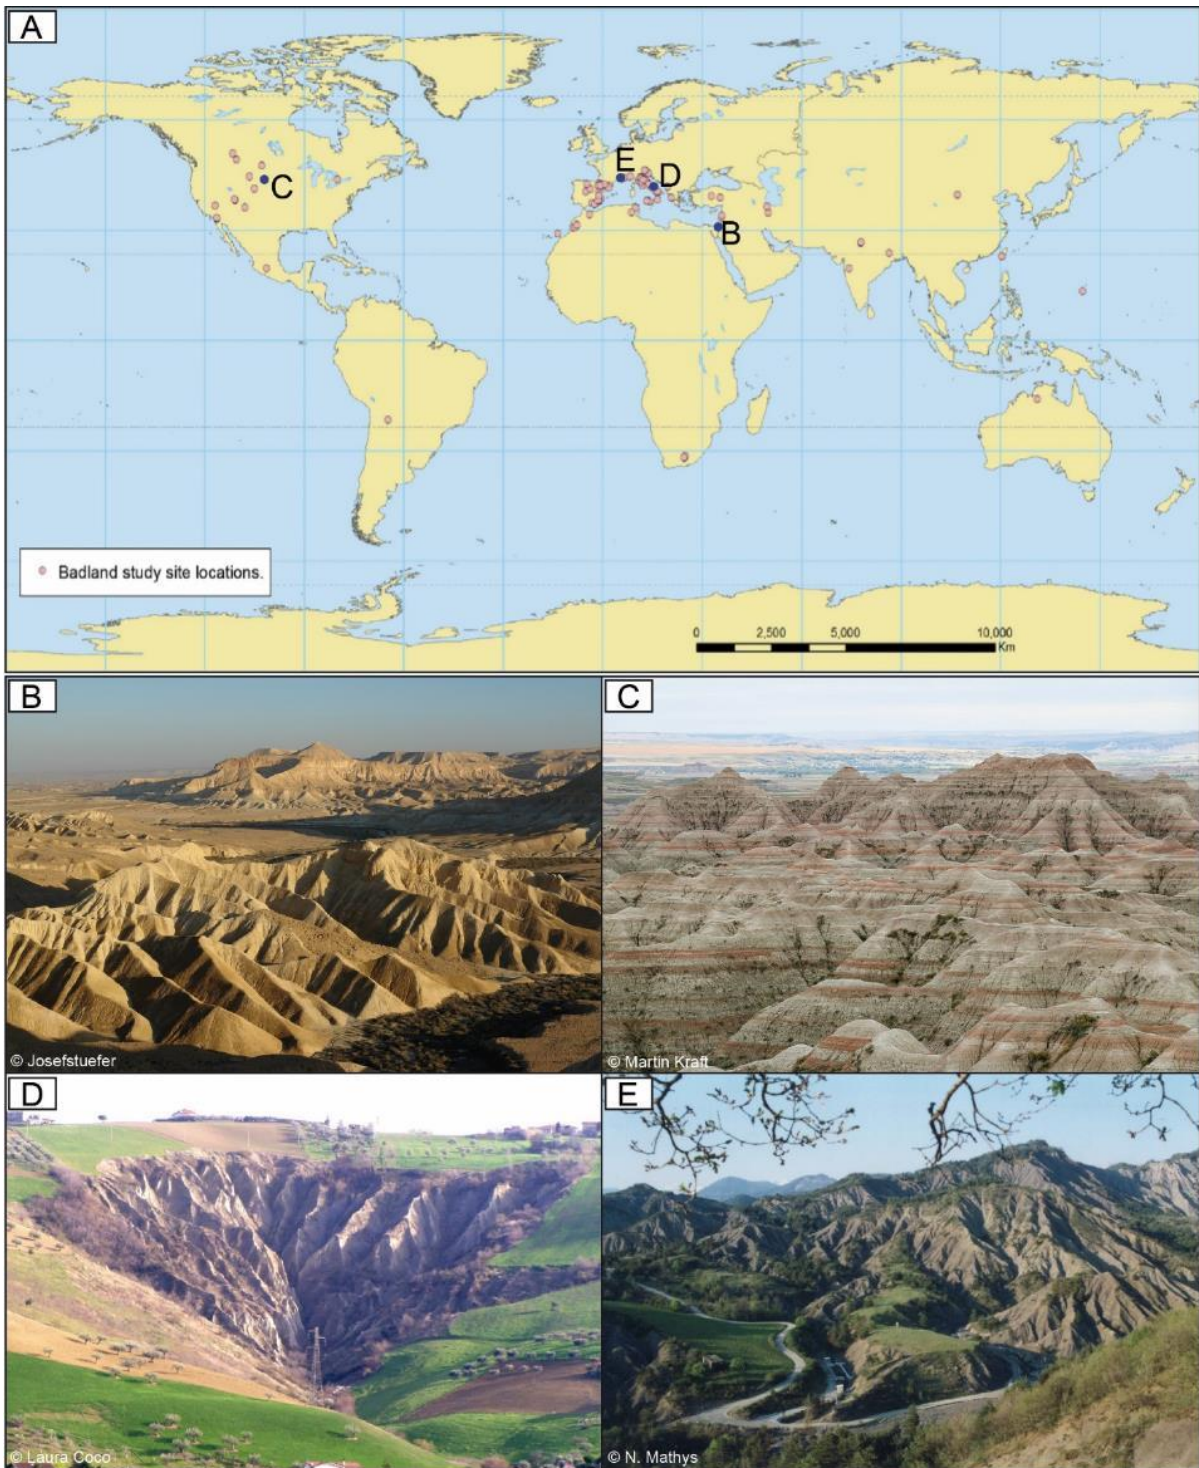 A
E
D
C
B
Badland study site locations.
0 2,500 5,000 10,000
Km
B
C
© Josefstuefer
© Martin Kraft
D
E
© Laura Coco
© N. Mathys